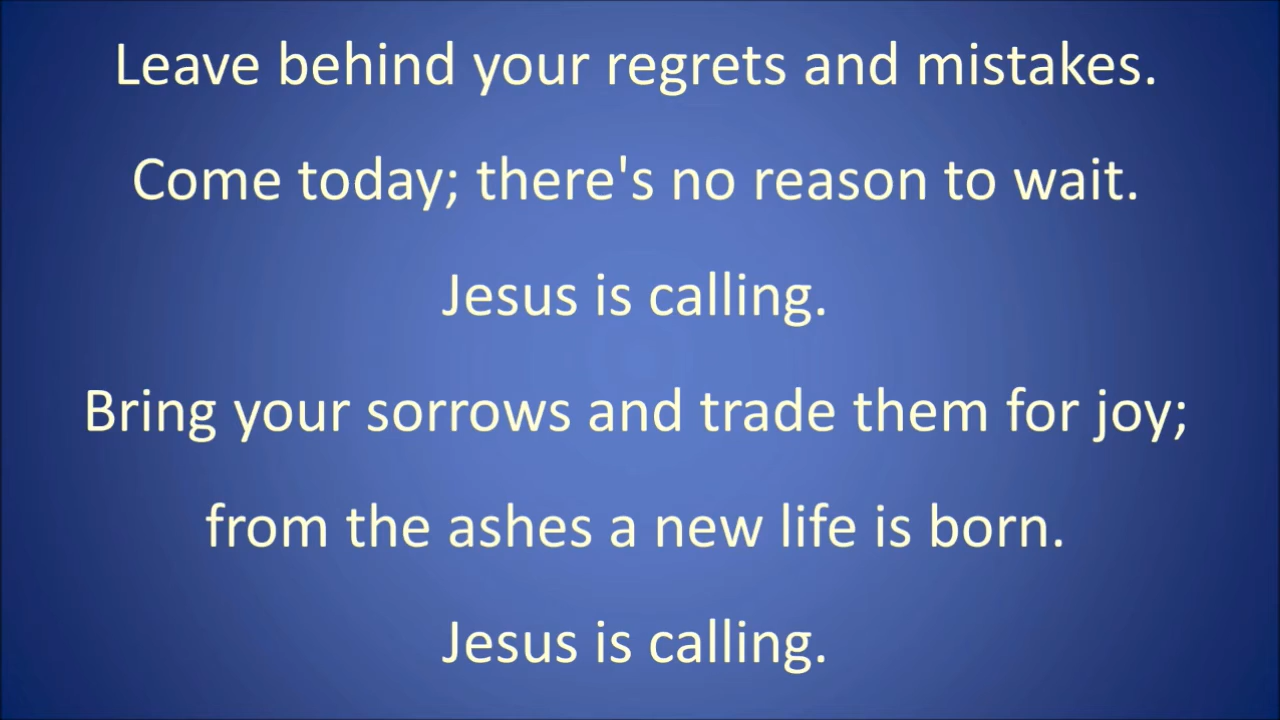 Leave behind your regrets and mistakes.
Come today; there's no reason to wait.
Jesus is calling.
Bring your sorrows and trade them for joy;
from the ashes a new life is born.
Jesus is calling.